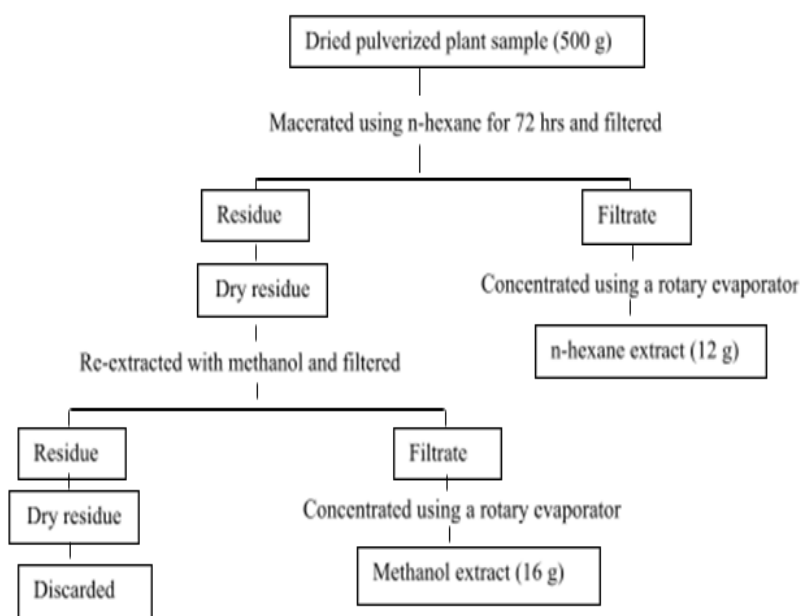 Dried pulverized plant sample (500 g)
Macerated using n-hexane for 72 hrs and filtered
Residue
Filtrate
Dry residue
Concentrated using a rotary evaporator
n-hexane extract (12 g)
Re-extracted with methanol and filtered
Residue
Filtrate
Dry residue
Concentrated using a rotary evaporator
Methanol extract (16 g)
Discarded